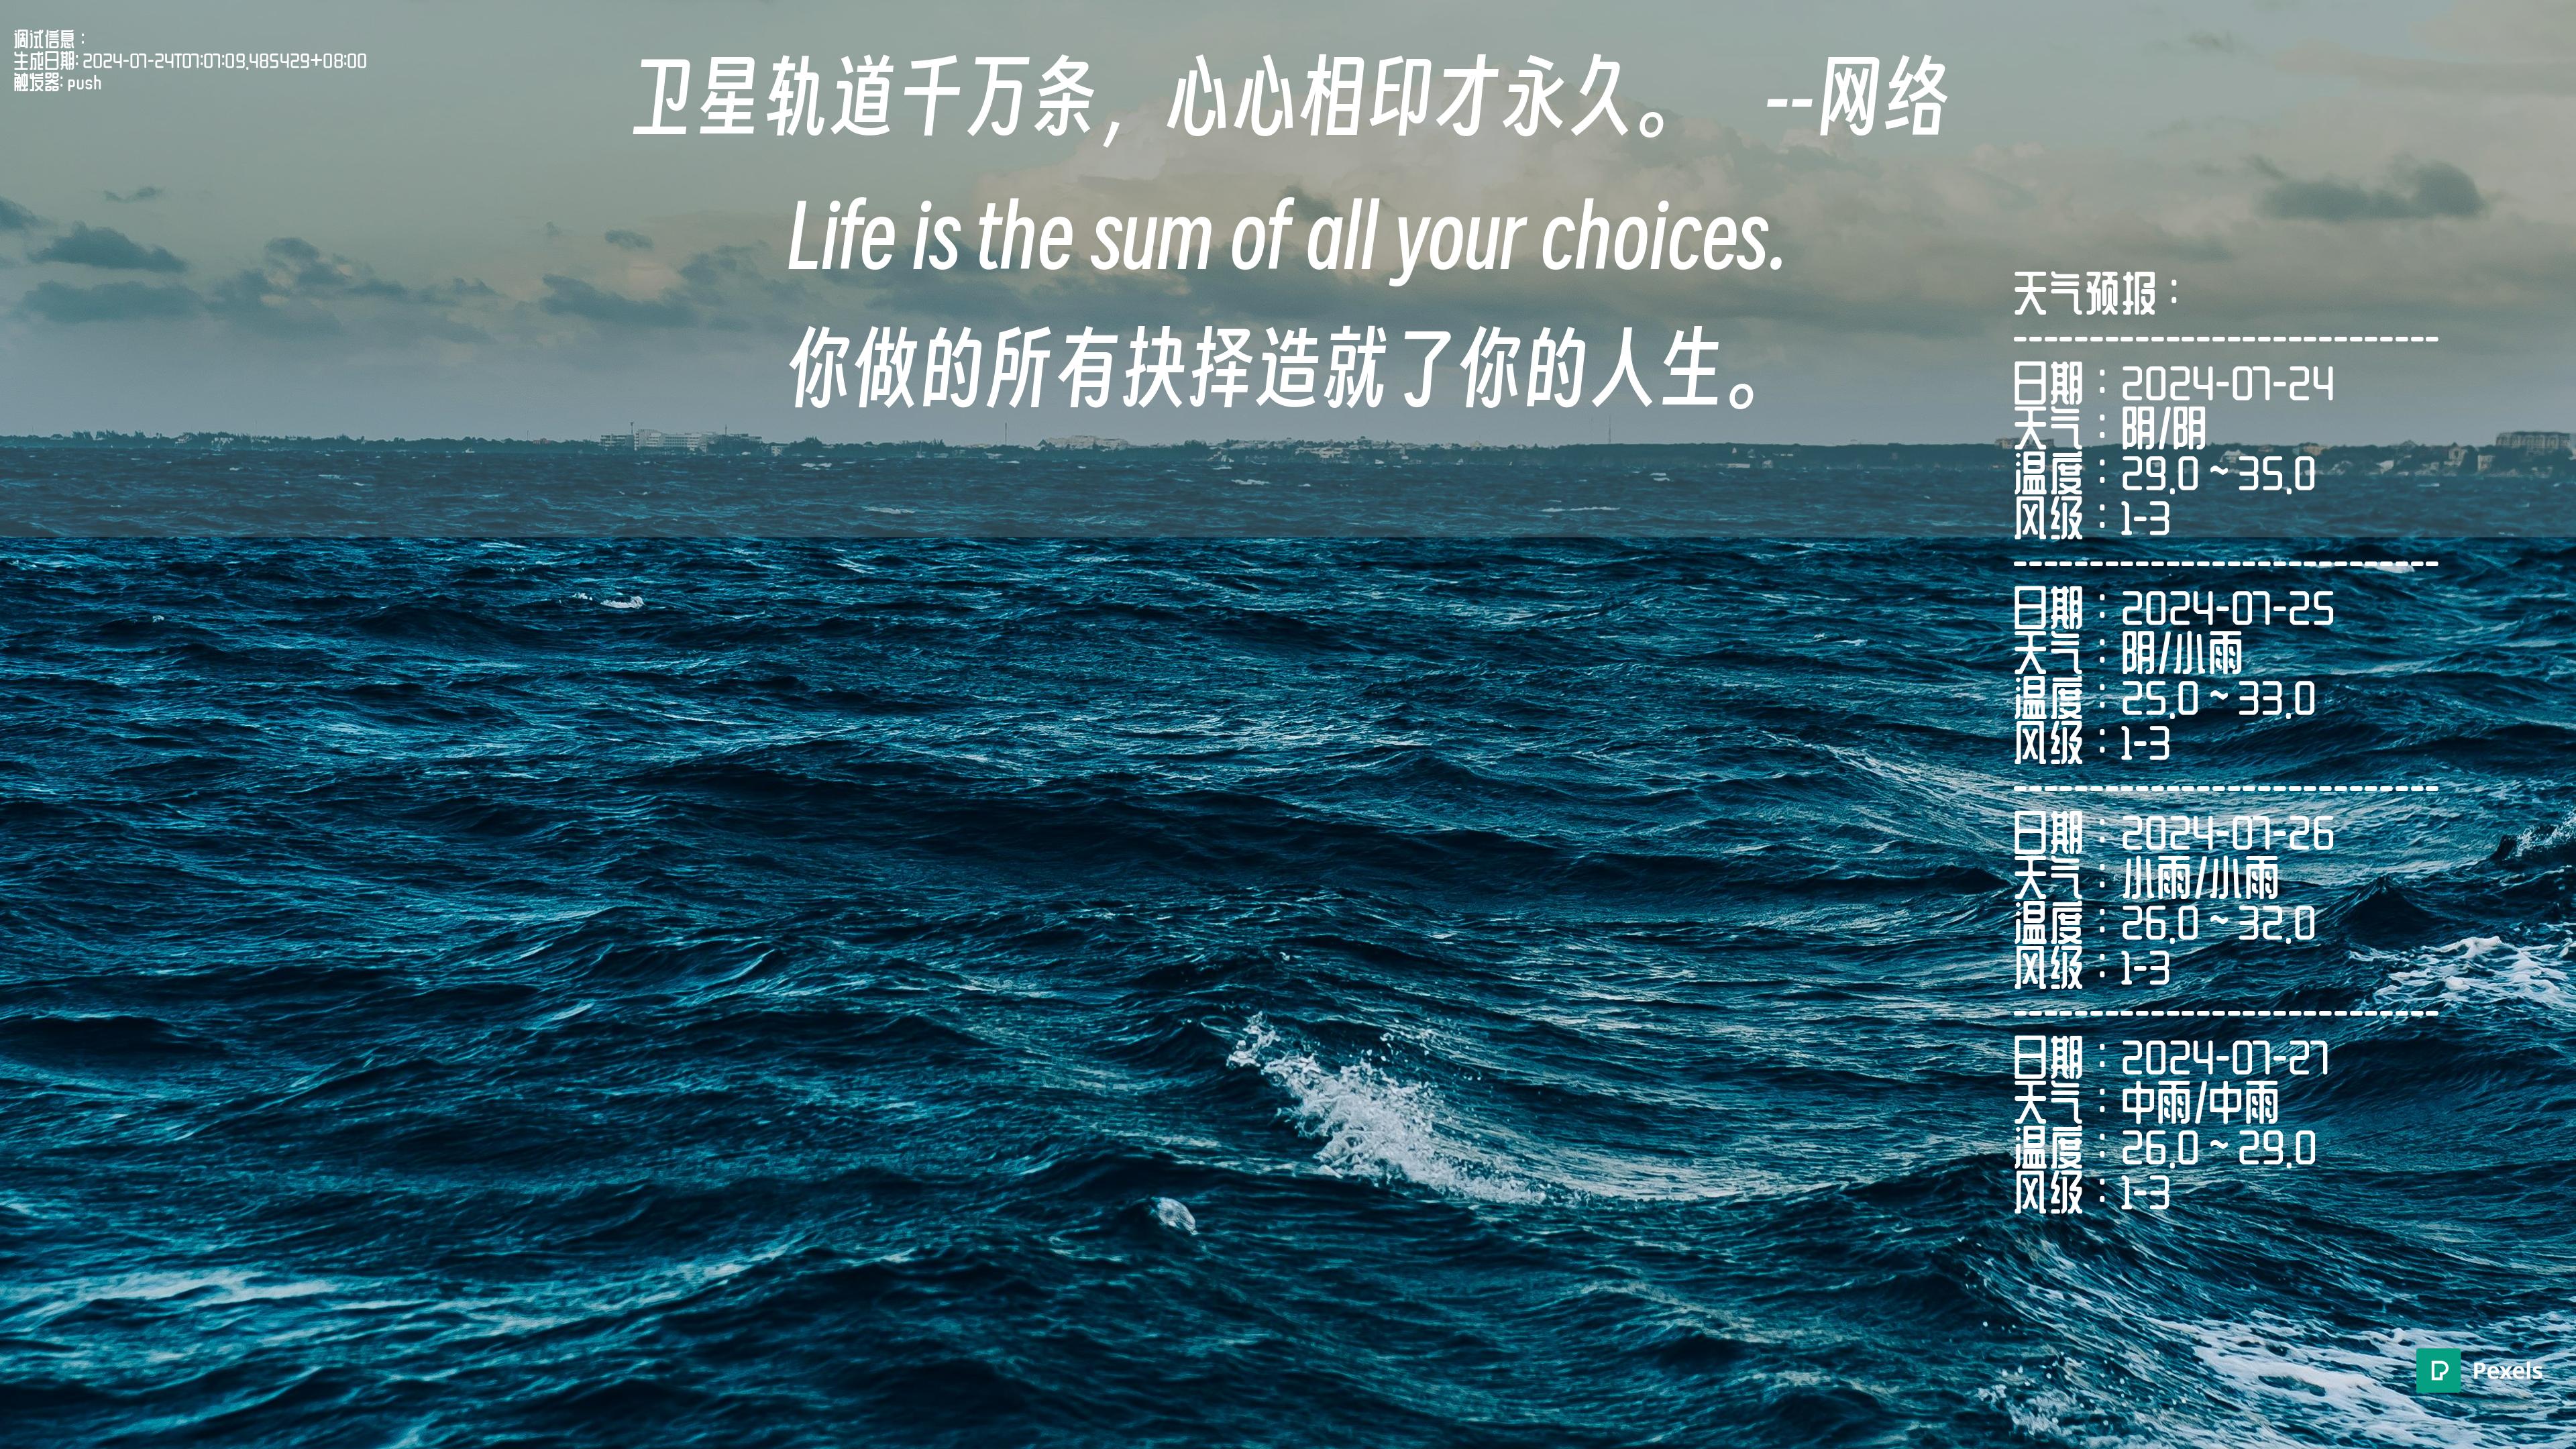 调试信息：
生成日期: 2024-07-24T07:07:09.485429+08:00
触发器: push
卫星轨道千万条，心心相印才永久。 --网络
Life is the sum of all your choices.
你做的所有抉择造就了你的人生。
天气预报：
----------------------------
日期：2024-07-24
天气：阴/阴
温度：29.0 ~ 35.0
风级：1-3
----------------------------
日期：2024-07-25
天气：阴/小雨
温度：25.0 ~ 33.0
风级：1-3
----------------------------
日期：2024-07-26
天气：小雨/小雨
温度：26.0 ~ 32.0
风级：1-3
----------------------------
日期：2024-07-27
天气：中雨/中雨
温度：26.0 ~ 29.0
风级：1-3
Pexels